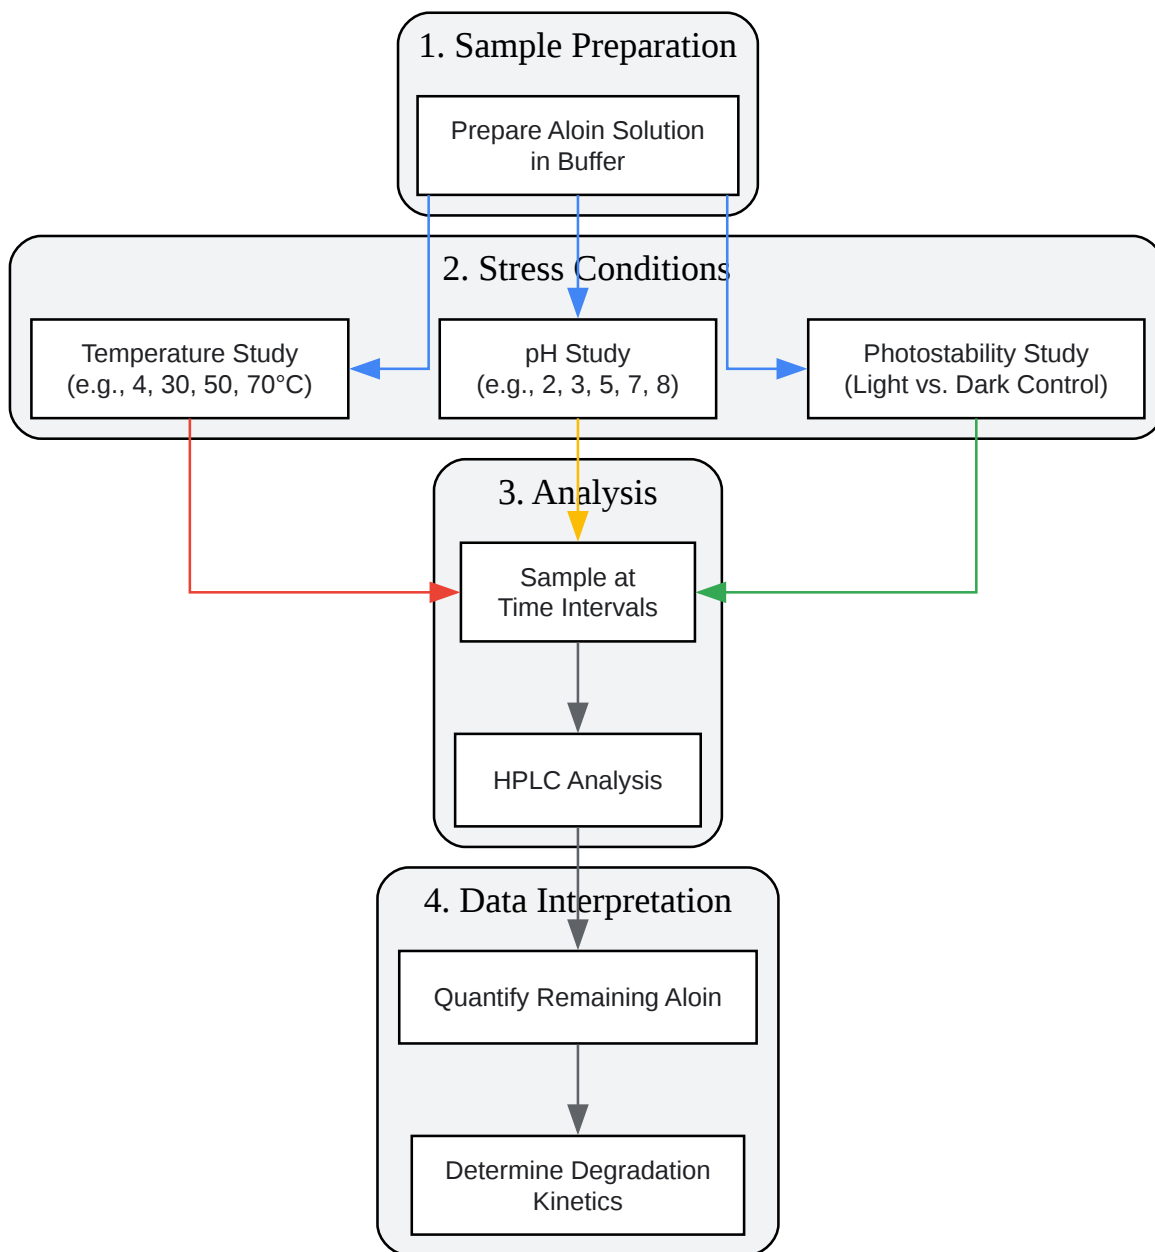 1. Sample Preparation
Prepare Aloin Solution
in Buffer
2. Stress Conditions
Temperature Study
(e.g., 4, 30, 50, 70°C)
pH Study
(e.g., 2, 3, 5, 7, 8)
Photostability Study
(Light vs. Dark Control)
3. Analysis
Sample at
Time Intervals
HPLC Analysis
4. Data Interpretation
Quantify Remaining Aloin
Determine Degradation
Kinetics